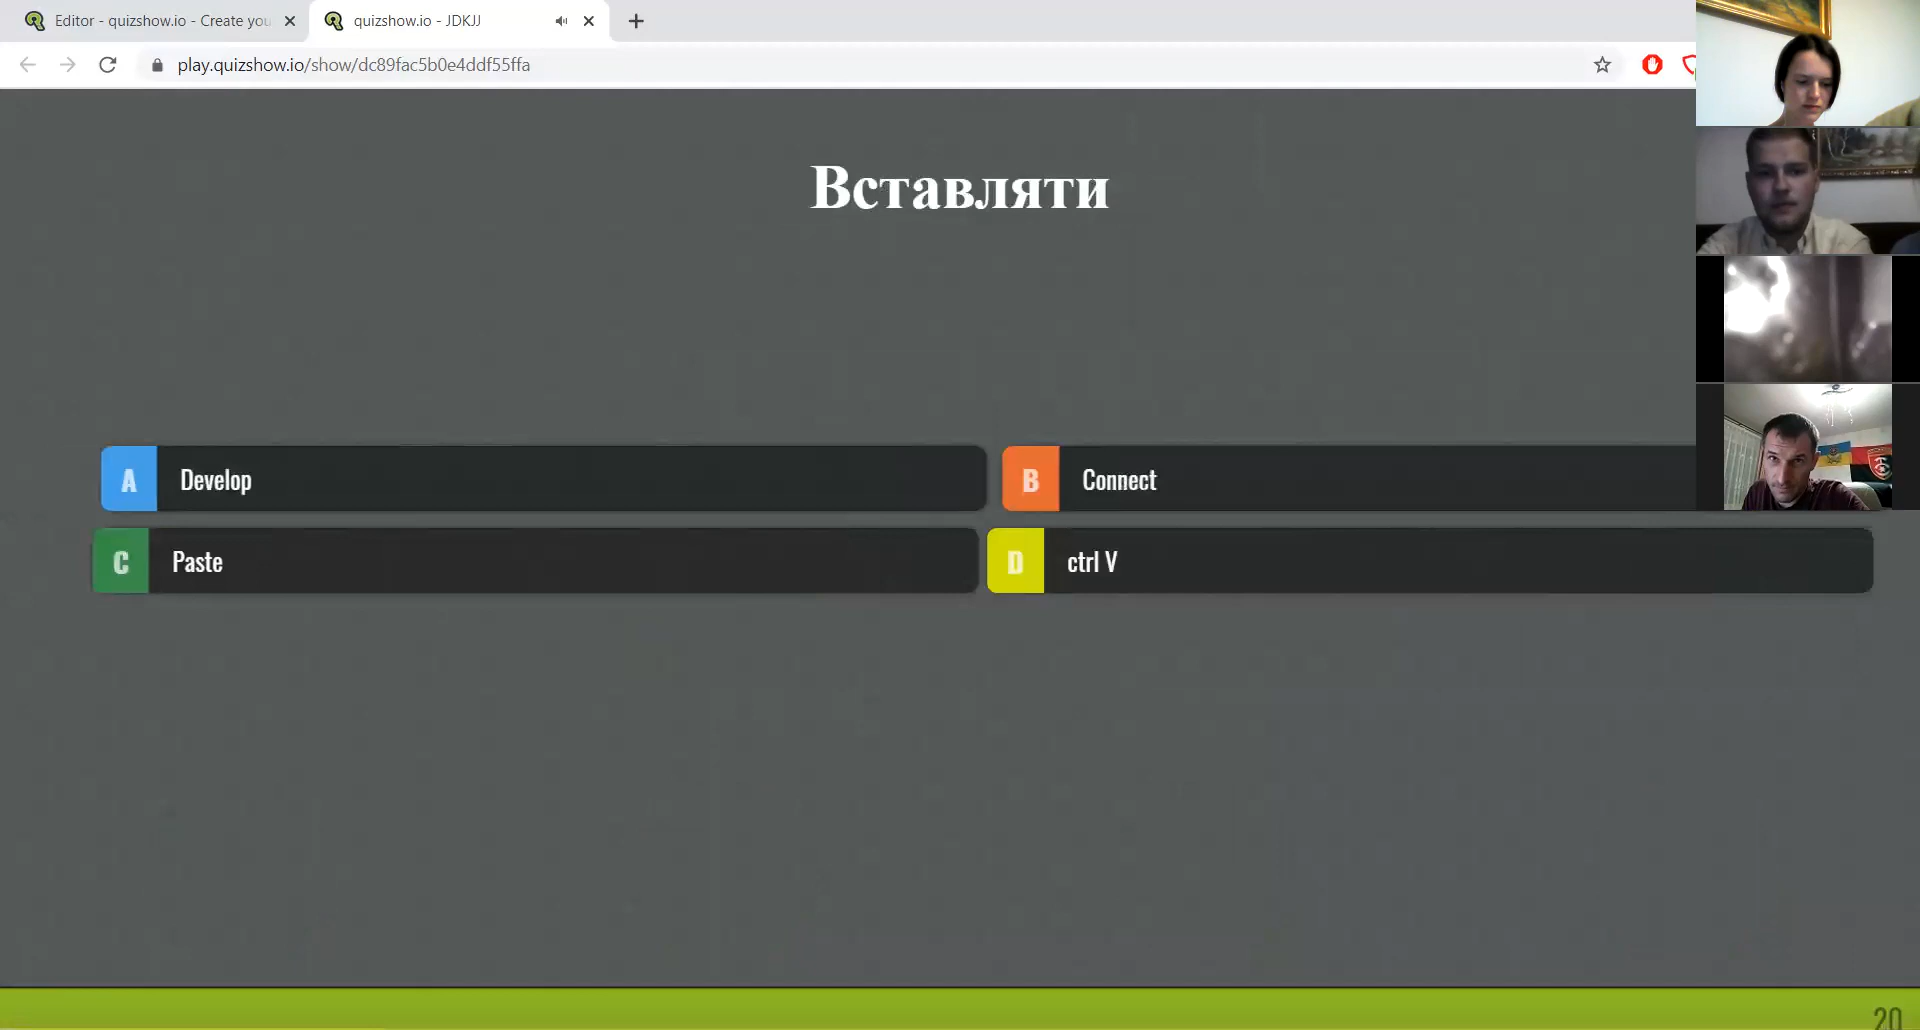 Editor - quizshow.io - Create you
quizshow.io - JDKJJ
play.quizshow.io/show/dc89fac5b0e4ddf55ffa
Вставляти
A Develop
B Connect
C Paste
D ctrl V
20